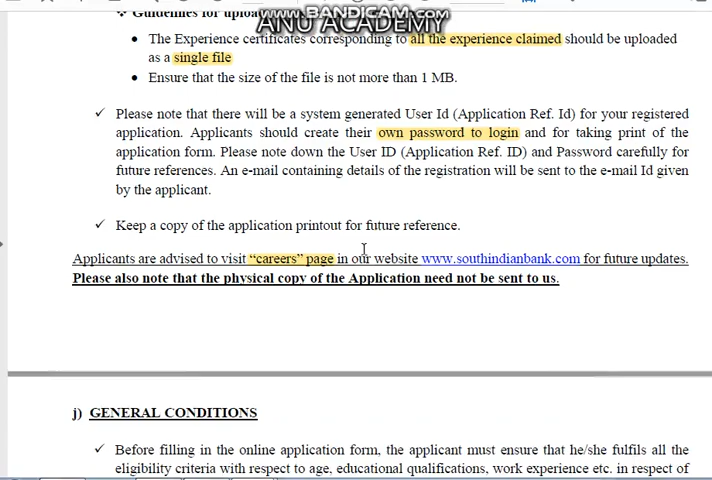 ❖ Guidelines for uploa
www.BANDICAM.com
ANU ACADEMY
• The Experience certificates corresponding to all the experience claimed should be uploaded
as a single file
• Ensure that the size of the file is not more than 1 MB.
✓ Please note that there will be a system generated User Id (Application Ref. Id) for your registered
application. Applicants should create their own password to login and for taking print of the
application form. Please note down the User ID (Application Ref. ID) and Password carefully for
future references. An e-mail containing details of the registration will be sent to the e-mail Id given
by the applicant.
✓ Keep a copy of the application printout for future reference.
Applicants are advised to visit “careers” page in our website www.southindianbank.com for future updates.
Please also note that the physical copy of the Application need not be sent to us.
j) GENERAL CONDITIONS
✓ Before filling in the online application form, the applicant must ensure that he/she fulfils all the
eligibility criteria with respect to age, educational qualifications, work experience etc. in respect of